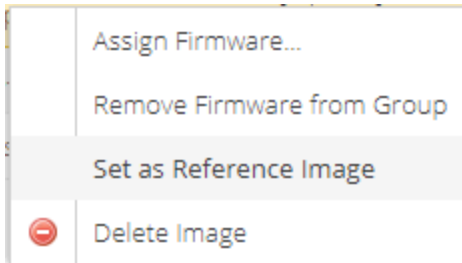 Assign Firmware...
Remove Firmware from Group
Set as Reference Image
Delete Image